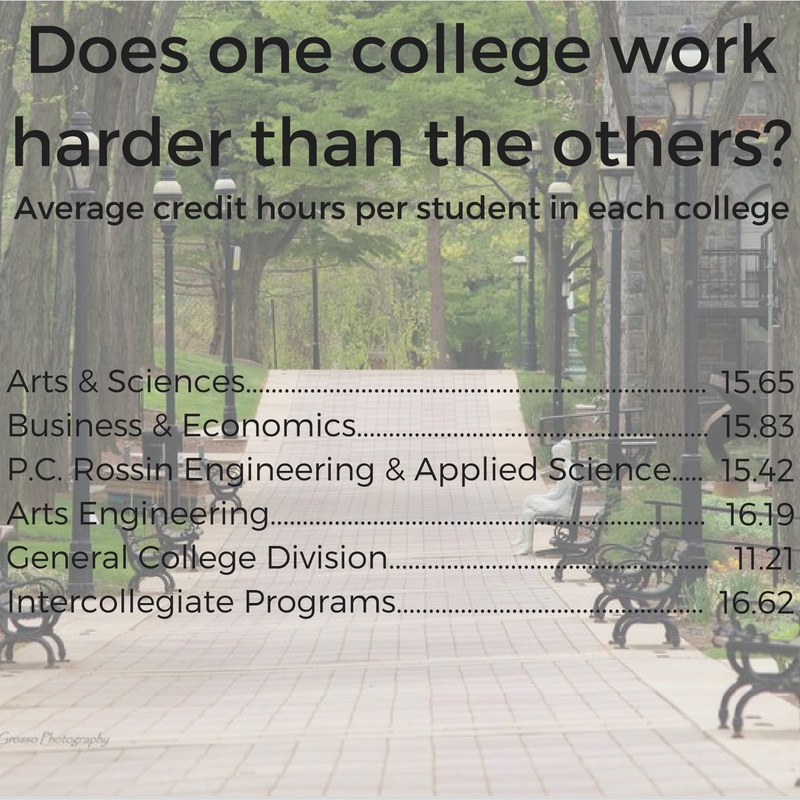 Does one college work
harder than the others?
Average credit hours per student in each college
Arts & Sciences.......................................................................... 15.65
Business & Economics........................................................ 15.83
P.C. Rossin Engineering & Applied Science..... 15.42
Arts Engineering..................................................................... 16.19
General College Division.................................................. 11.21
Intercollegiate Programs................................................ 16.62
Grosso Photography